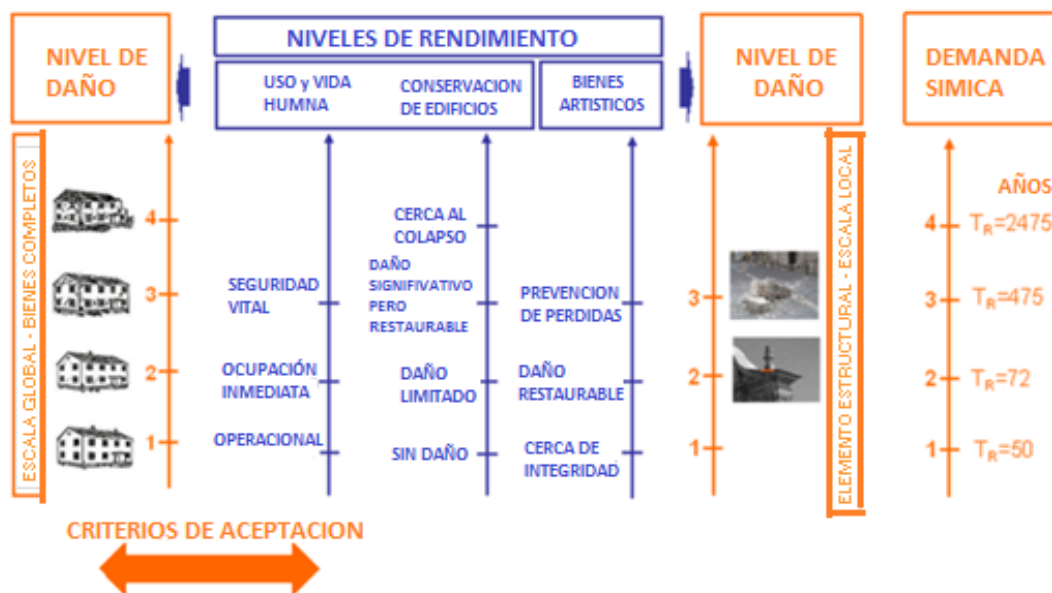 NIVEL DE
DAÑO
NIVELES DE RENDIMIENTO
USO y VIDA
HUMNA
CONSERVACION
DE EDIFICIOS
BIENES
ARTISTICOS
NIVEL DE
DAÑO
DEMANDA
SIMICA
ESCALA GLOBAL - BIENES COMPLETOS
4
3
2
1
SEGURIDAD
VITAL
OCUPACIÓN
INMEDIATA
OPERACIONAL
CERCA AL
COLAPSO
DAÑO
SIGNIFIVATIVO
PERO
RESTAURABLE
DAÑO
LIMITADO
SIN DAÑO
PREVENCION
DE PERDIDAS
DAÑO
RESTAURABLE
CERCA DE
INTEGRIDAD
3
2
1
ELEMENTO ESTRUCTURAL - ESCALA LOCAL
AÑOS
4 TR=2475
3 TR=475
2 TR=72
1 TR=50
CRITERIOS DE ACEPTACION